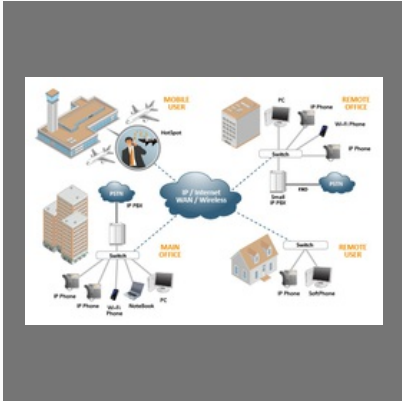 MOBILE
USER
HotSpot
PC
IP Phone
REMOTE
OFFICE
Wi-Fi Phone
IP Phone
Switch
Small
IP PBX
FXO
PSTN
PSTN
IP PBX
IP / Internet
WAN / Wireless
Switch
MAIN
OFFICE
IP Phone
IP Phone
Wi-Fi
Phone
NoteBook
PC
Switch
REMOTE
USER
IP Phone
SoftPhone